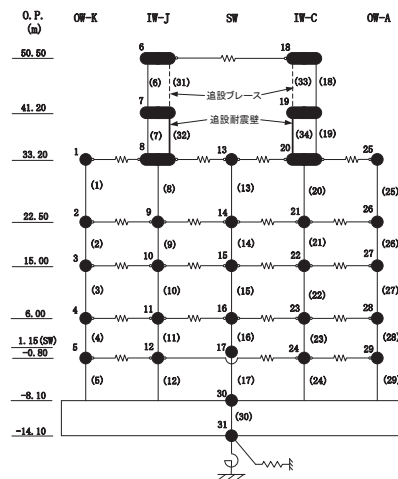 O.P.
(m) OW-K IW-J SW IW-C OW-A
50.50 6 18
(6) (31) (33) (18)
追設ブレース
41.20 7 19
追設耐震壁
(7) (32) (34) (19)
33.20 1 8 13 20 25
(1) (8) (13) (20) (25)
22.50 2 9 14 21 26
(2) (9) (14) (21) (26)
15.00 3 10 15 22 27
(3) (10) (15) (22) (27)
6.00 4 11 16 23 28
1.15(SW) (4) (11) (16) (23) (28)
-0.80 5 12 17 24 29
(5) (12) (17) (24) (29)
-8.10 30
(30)
-14.10 31